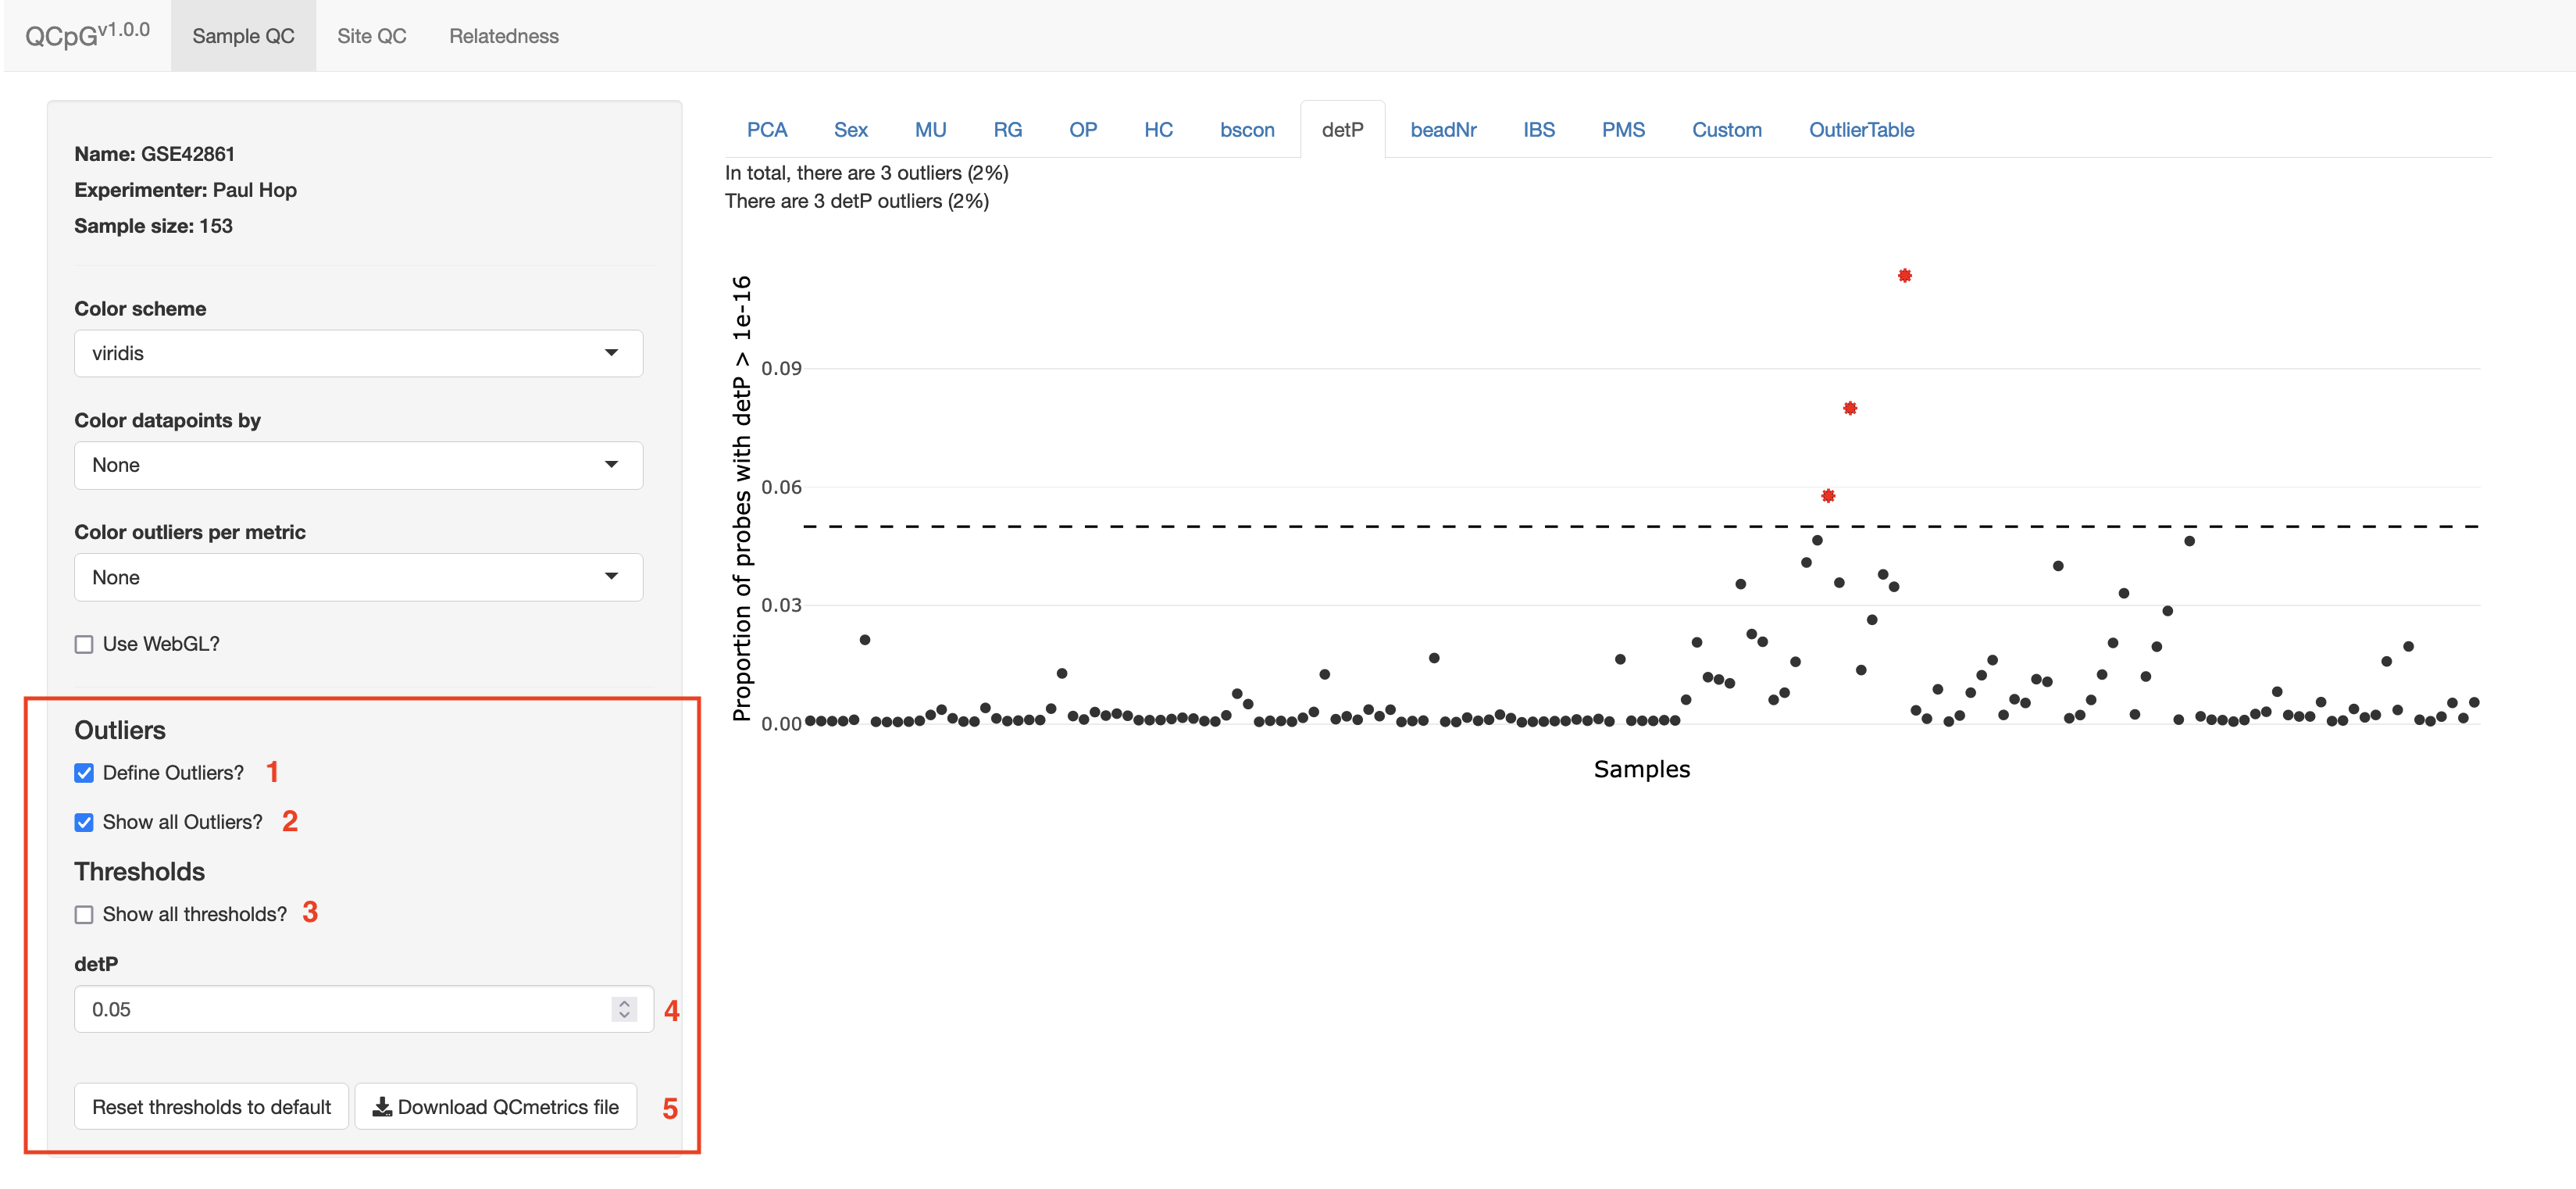 QCpGv1.0.0 Sample QC Site QC Relatedness
Name: GSE42861
Experimenter: Paul Hop
Sample size: 153
Color scheme
viridis
Color datapoints by
None
Color outliers per metric
None
Use WebGL?
Outliers
Define Outliers? 1
Show all Outliers? 2
Thresholds
Show all thresholds? 3
detP
0.05 4
Reset thresholds to default Download QCmetrics file 5
PCA Sex MU RG OP HC bscon detP beadNr IBS PMS Custom OutlierTable
In total, there are 3 outliers (2%)
There are 3 detP outliers (2%)
Proportion of probes with detP > 1e-16
0.09
0.06
0.03
0.00
Samples